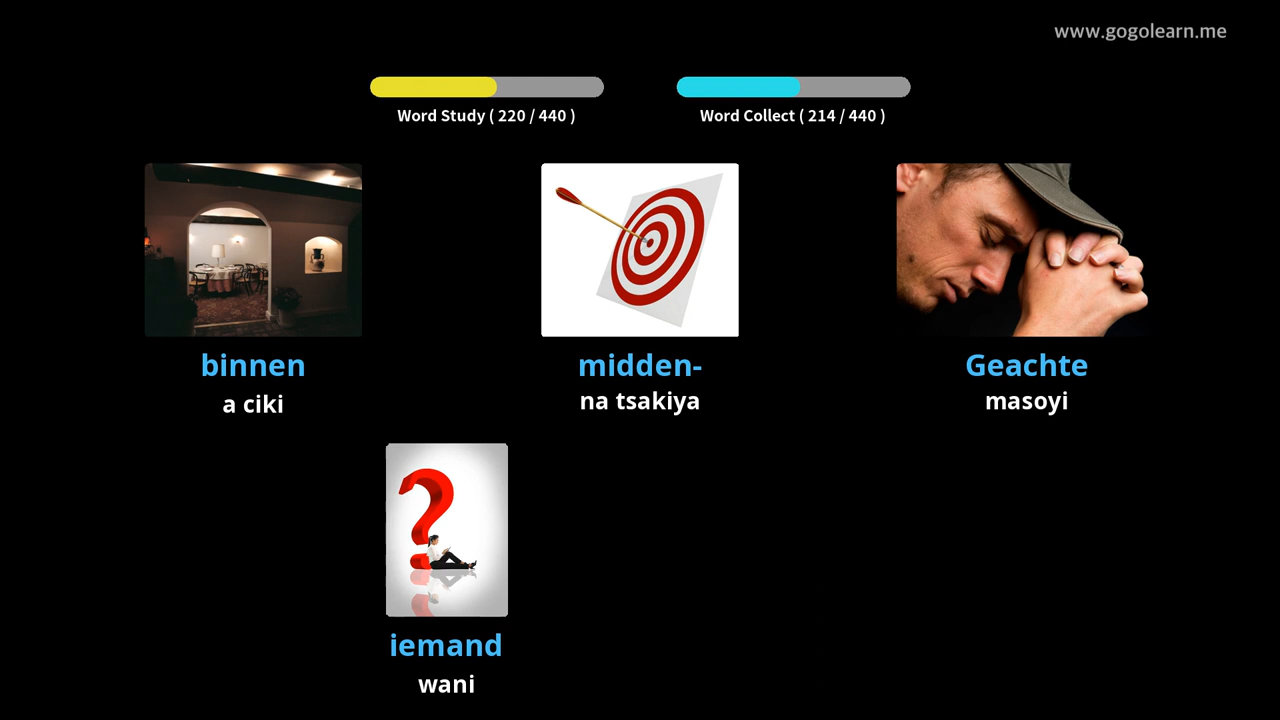 www.gogolearn.me
Word Study ( 220 / 440 )
Word Collect ( 214 / 440 )
binnen
a ciki
midden-
na tsakiya
Geachte
masoyi
iemand
wani